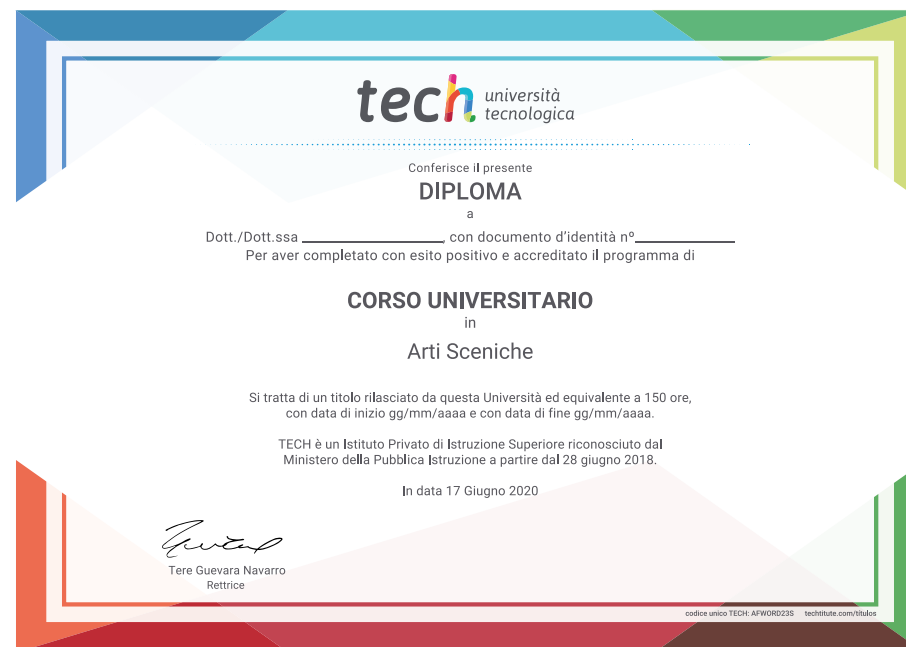 tech università
tecnologica
Conferisce il presente
DIPLOMA
a
Dott./Dott.ssa ____________________, con documento d'identità nº______________
Per aver completato con esito positivo e accreditato il programma di
CORSO UNIVERSITARIO
in
Arti Sceniche
Si tratta di un titolo rilasciato da questa Università ed equivalente a 150 ore,
con data di inizio gg/mm/aaaa e con data di fine gg/mm/aaaa.
TECH è un Istituto Privato di Istruzione Superiore riconosciuto dal
Ministero della Pubblica Istruzione a partire dal 28 giugno 2018.
In data 17 Giugno 2020
Tere Guevara Navarro
Rettrice
codice unico TECH: AFWORD23S techtitute.com/titulos